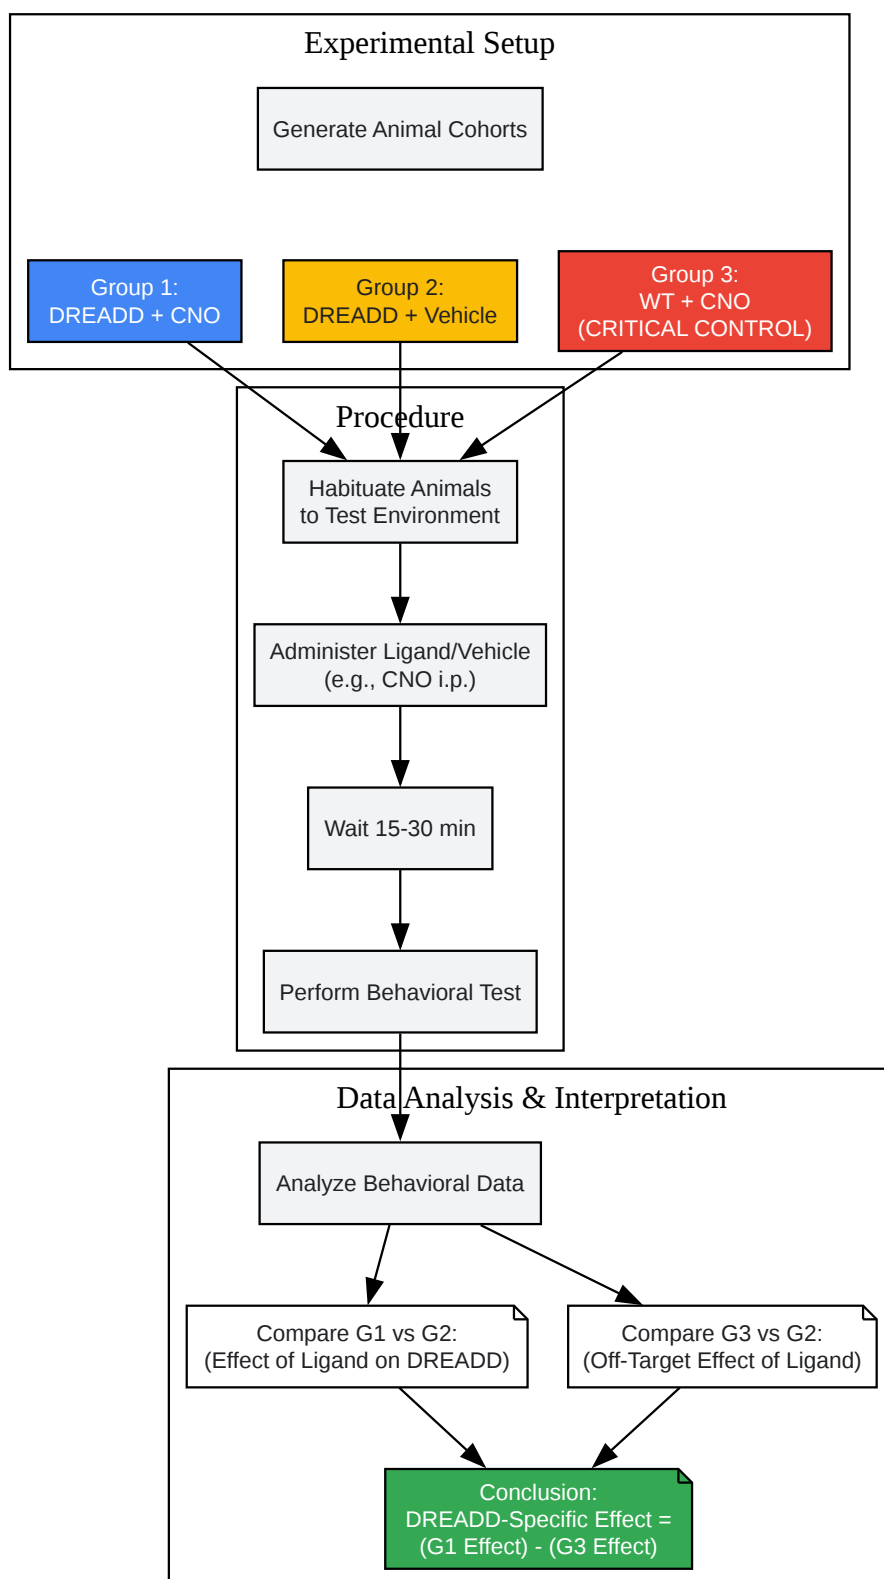 Experimental Setup
Generate Animal Cohorts
Group 1:
DREADD + CNO
Group 2:
DREADD + Vehicle
Group 3:
WT + CNO
(CRITICAL CONTROL)
Procedure
Habituate Animals
to Test Environment
Administer Ligand/Vehicle
(e.g., CNO i.p.)
Wait 15-30 min
Perform Behavioral Test
Data Analysis & Interpretation
Analyze Behavioral Data
Compare G1 vs G2:
(Effect of Ligand on DREADD)
Compare G3 vs G2:
(Off-Target Effect of Ligand)
Conclusion:
DREADD-Specific Effect =
(G1 Effect) - (G3 Effect)